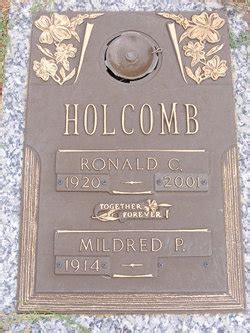 HOLCOMB
RONALD C.
1920 2001
TOGETHER
FOREVER
MILDRED P.
1914